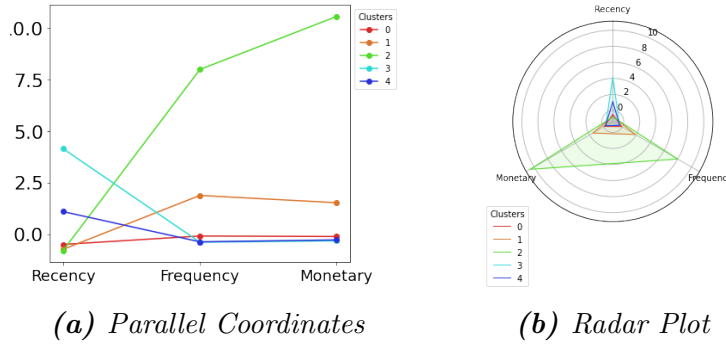 .0
7.5
5.0
2.5
0.0
Recency
Frequency
Monetary
Clusters
0
1
2
3
4
(a) Parallel Coordinates
Recency
10
8
6
4
2
0
Monetary
Frequency
Clusters
0
1
2
3
4
(b) Radar Plot